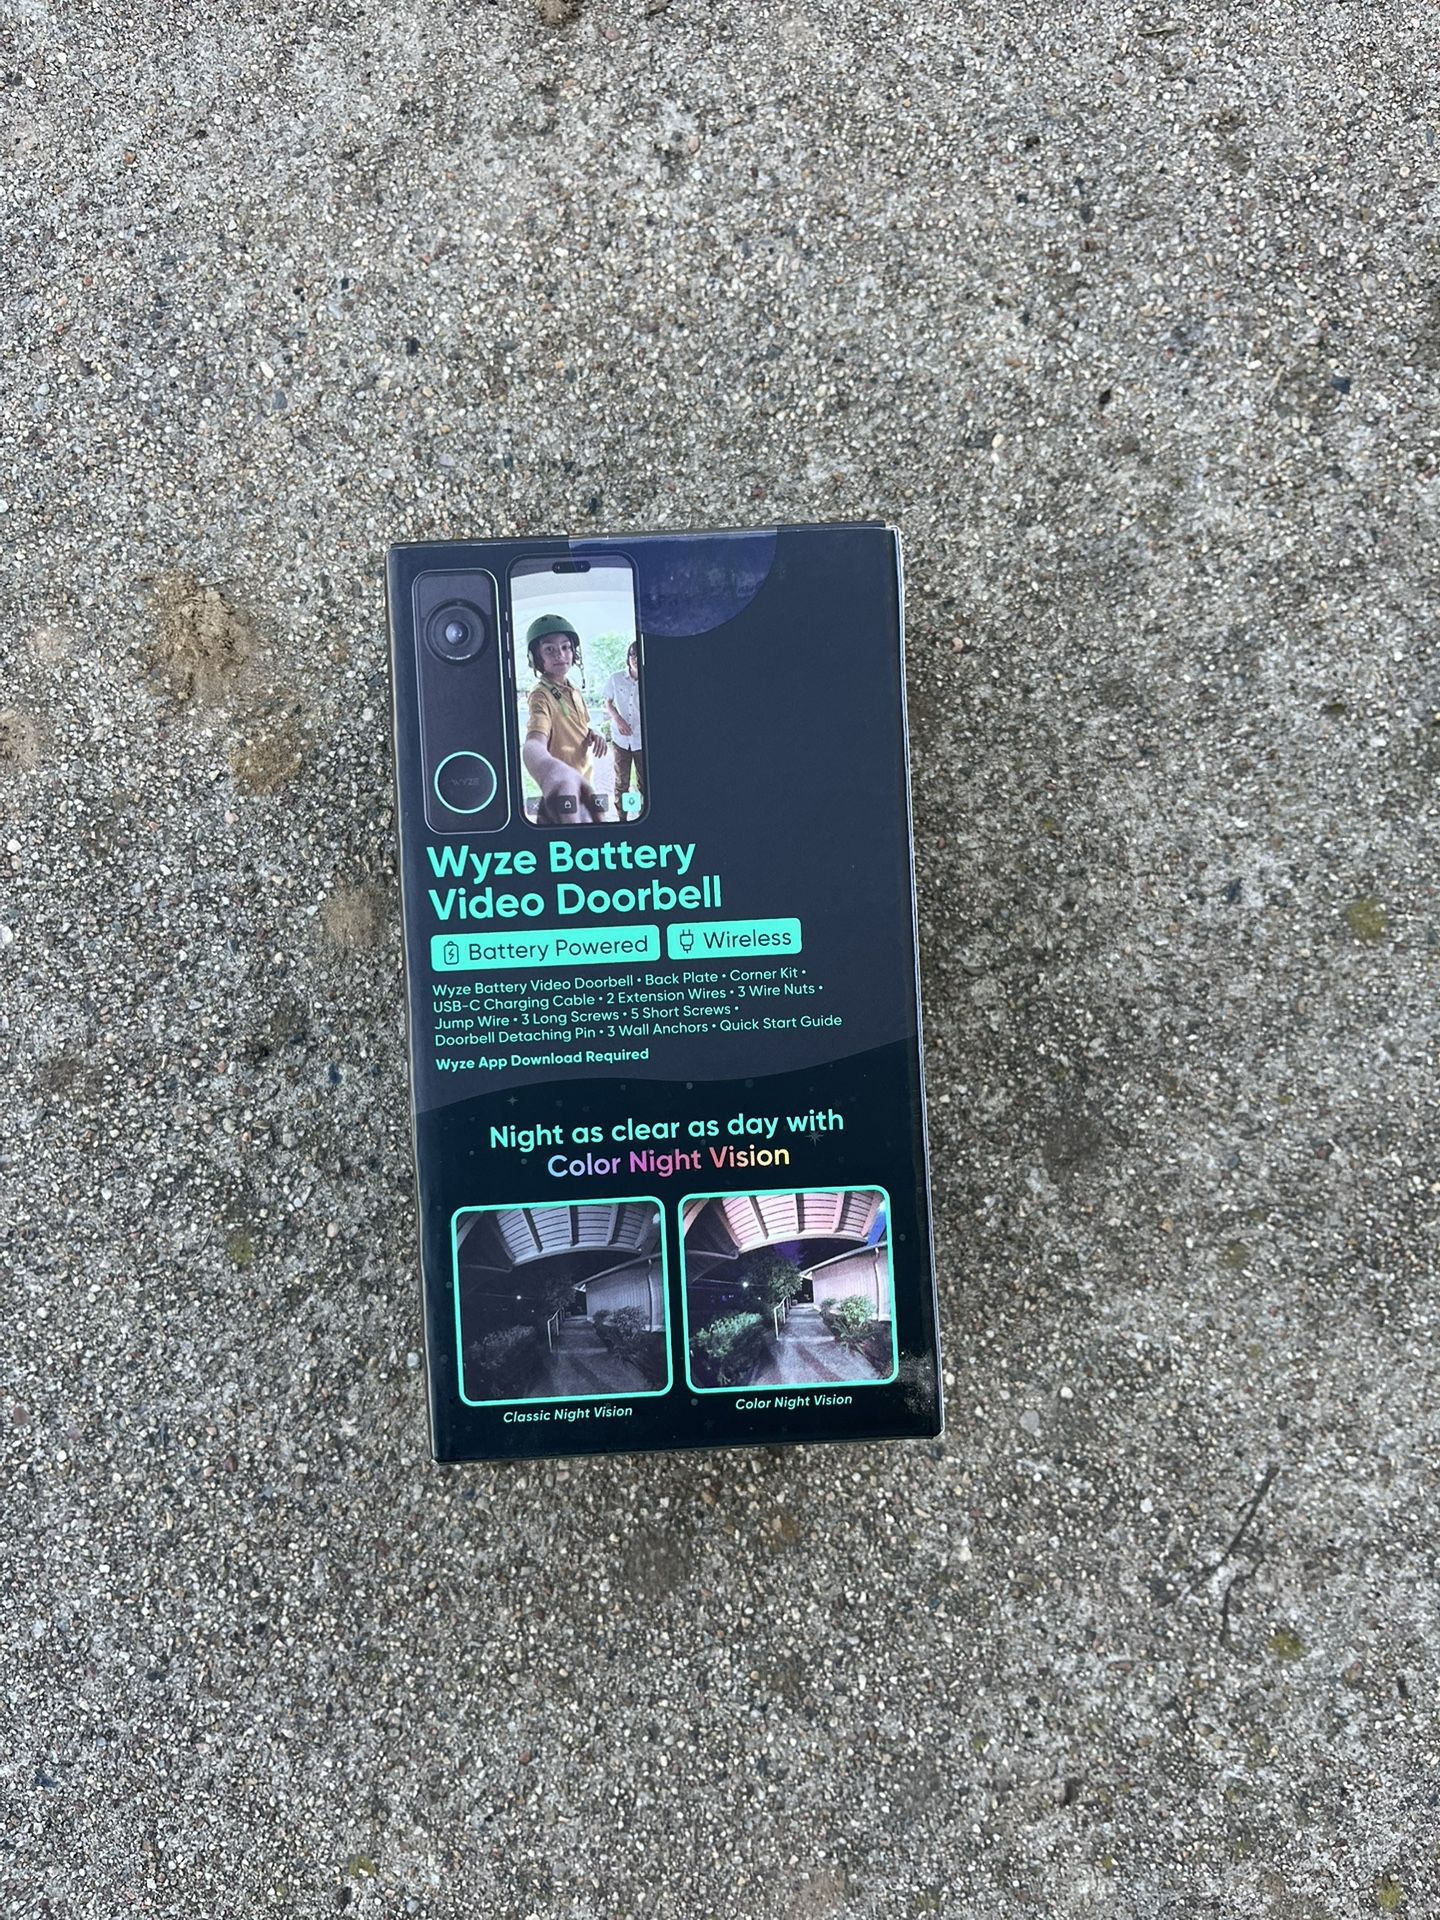 WYZE
Wyze Battery
Video Doorbell
Battery Powered
Wireless
Wyze Battery Video Doorbell • Back Plate • Corner Kit •
USB-C Charging Cable • 2 Extension Wires • 3 Wire Nuts •
Jump Wire • 3 Long Screws • 5 Short Screws •
Doorbell Detaching Pin • 3 Wall Anchors • Quick Start Guide
Wyze App Download Required
Night as clear as day with
Color Night Vision
Classic Night Vision
Color Night Vision